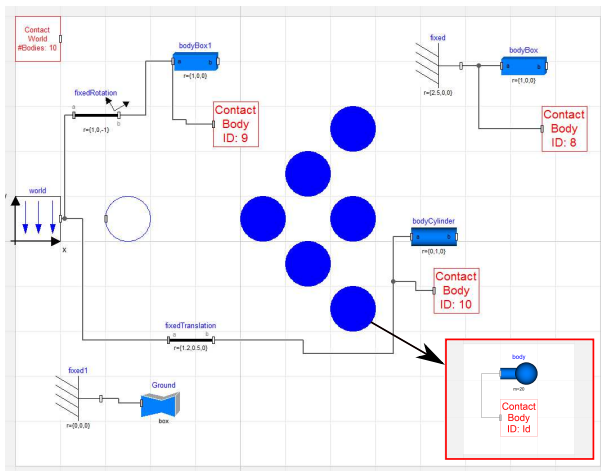 Contact
World
#Bodies: 10
bodyBox1
a
b
r={1,0,0}
fixed
r={2.5,0,0}
bodyBox
a
b
r={1,0,0}
fixedRotation
a
b
r={1,0,-1}
Contact
Body
ID: 9
Contact
Body
ID: 8
world
y
x
bodyCylinder
a
b
r={0,1,0}
Contact
Body
ID: 10
fixedTranslation
a
b
r={1.2,0.5,0}
fixed1
r={0,0,0}
Ground
box
body
m=20
Contact
Body
ID: Id